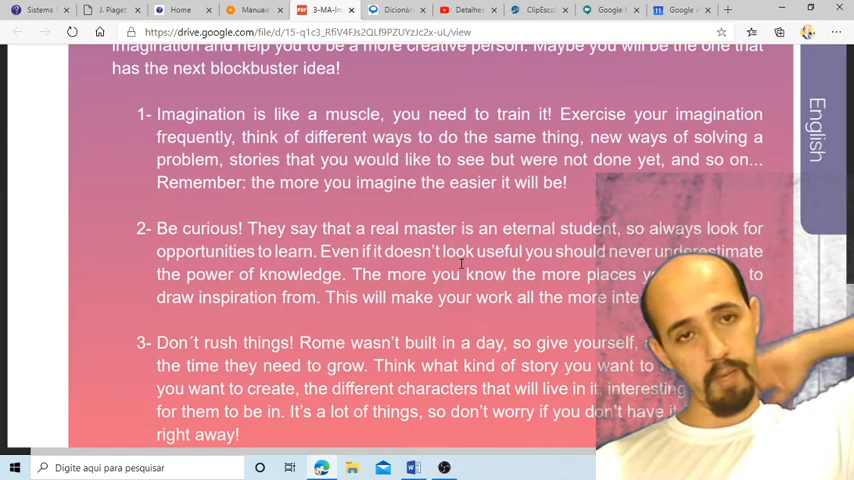 Sistema
J. Piaget
Home
Manuais
3-MA-In
Dicionári
Detalhes
ClipEsco
Google
Google A
https://drive.google.com/file/d/15-q1c3_RfiV4FJs2QLf9PZUYzJc2x-uL/view
imagination and help you to be a more creative person. Maybe you will be the one that
has the next blockbuster idea!
1- Imagination is like a muscle, you need to train it! Exercise your imagination
frequently, think of different ways to do the same thing, new ways of solving a
problem, stories that you would like to see but were not done yet, and so on...
Remember: the more you imagine the easier it will be!
2- Be curious! They say that a real master is an eternal student, so always look for
opportunities to learn. Even if it doesn't look useful you should never underestimate
the power of knowledge. The more you know the more places to
draw inspiration from. This will make your work all the more
3- Don´t rush things! Rome wasn't built in a day, so give yourself,
the time they need to grow. Think what kind of story you want to
you want to create, the different characters that will live in it, interesting
for them to be in. It's a lot of things, so don't worry if you don't have it
right away!
English
Digite aqui para pesquisar